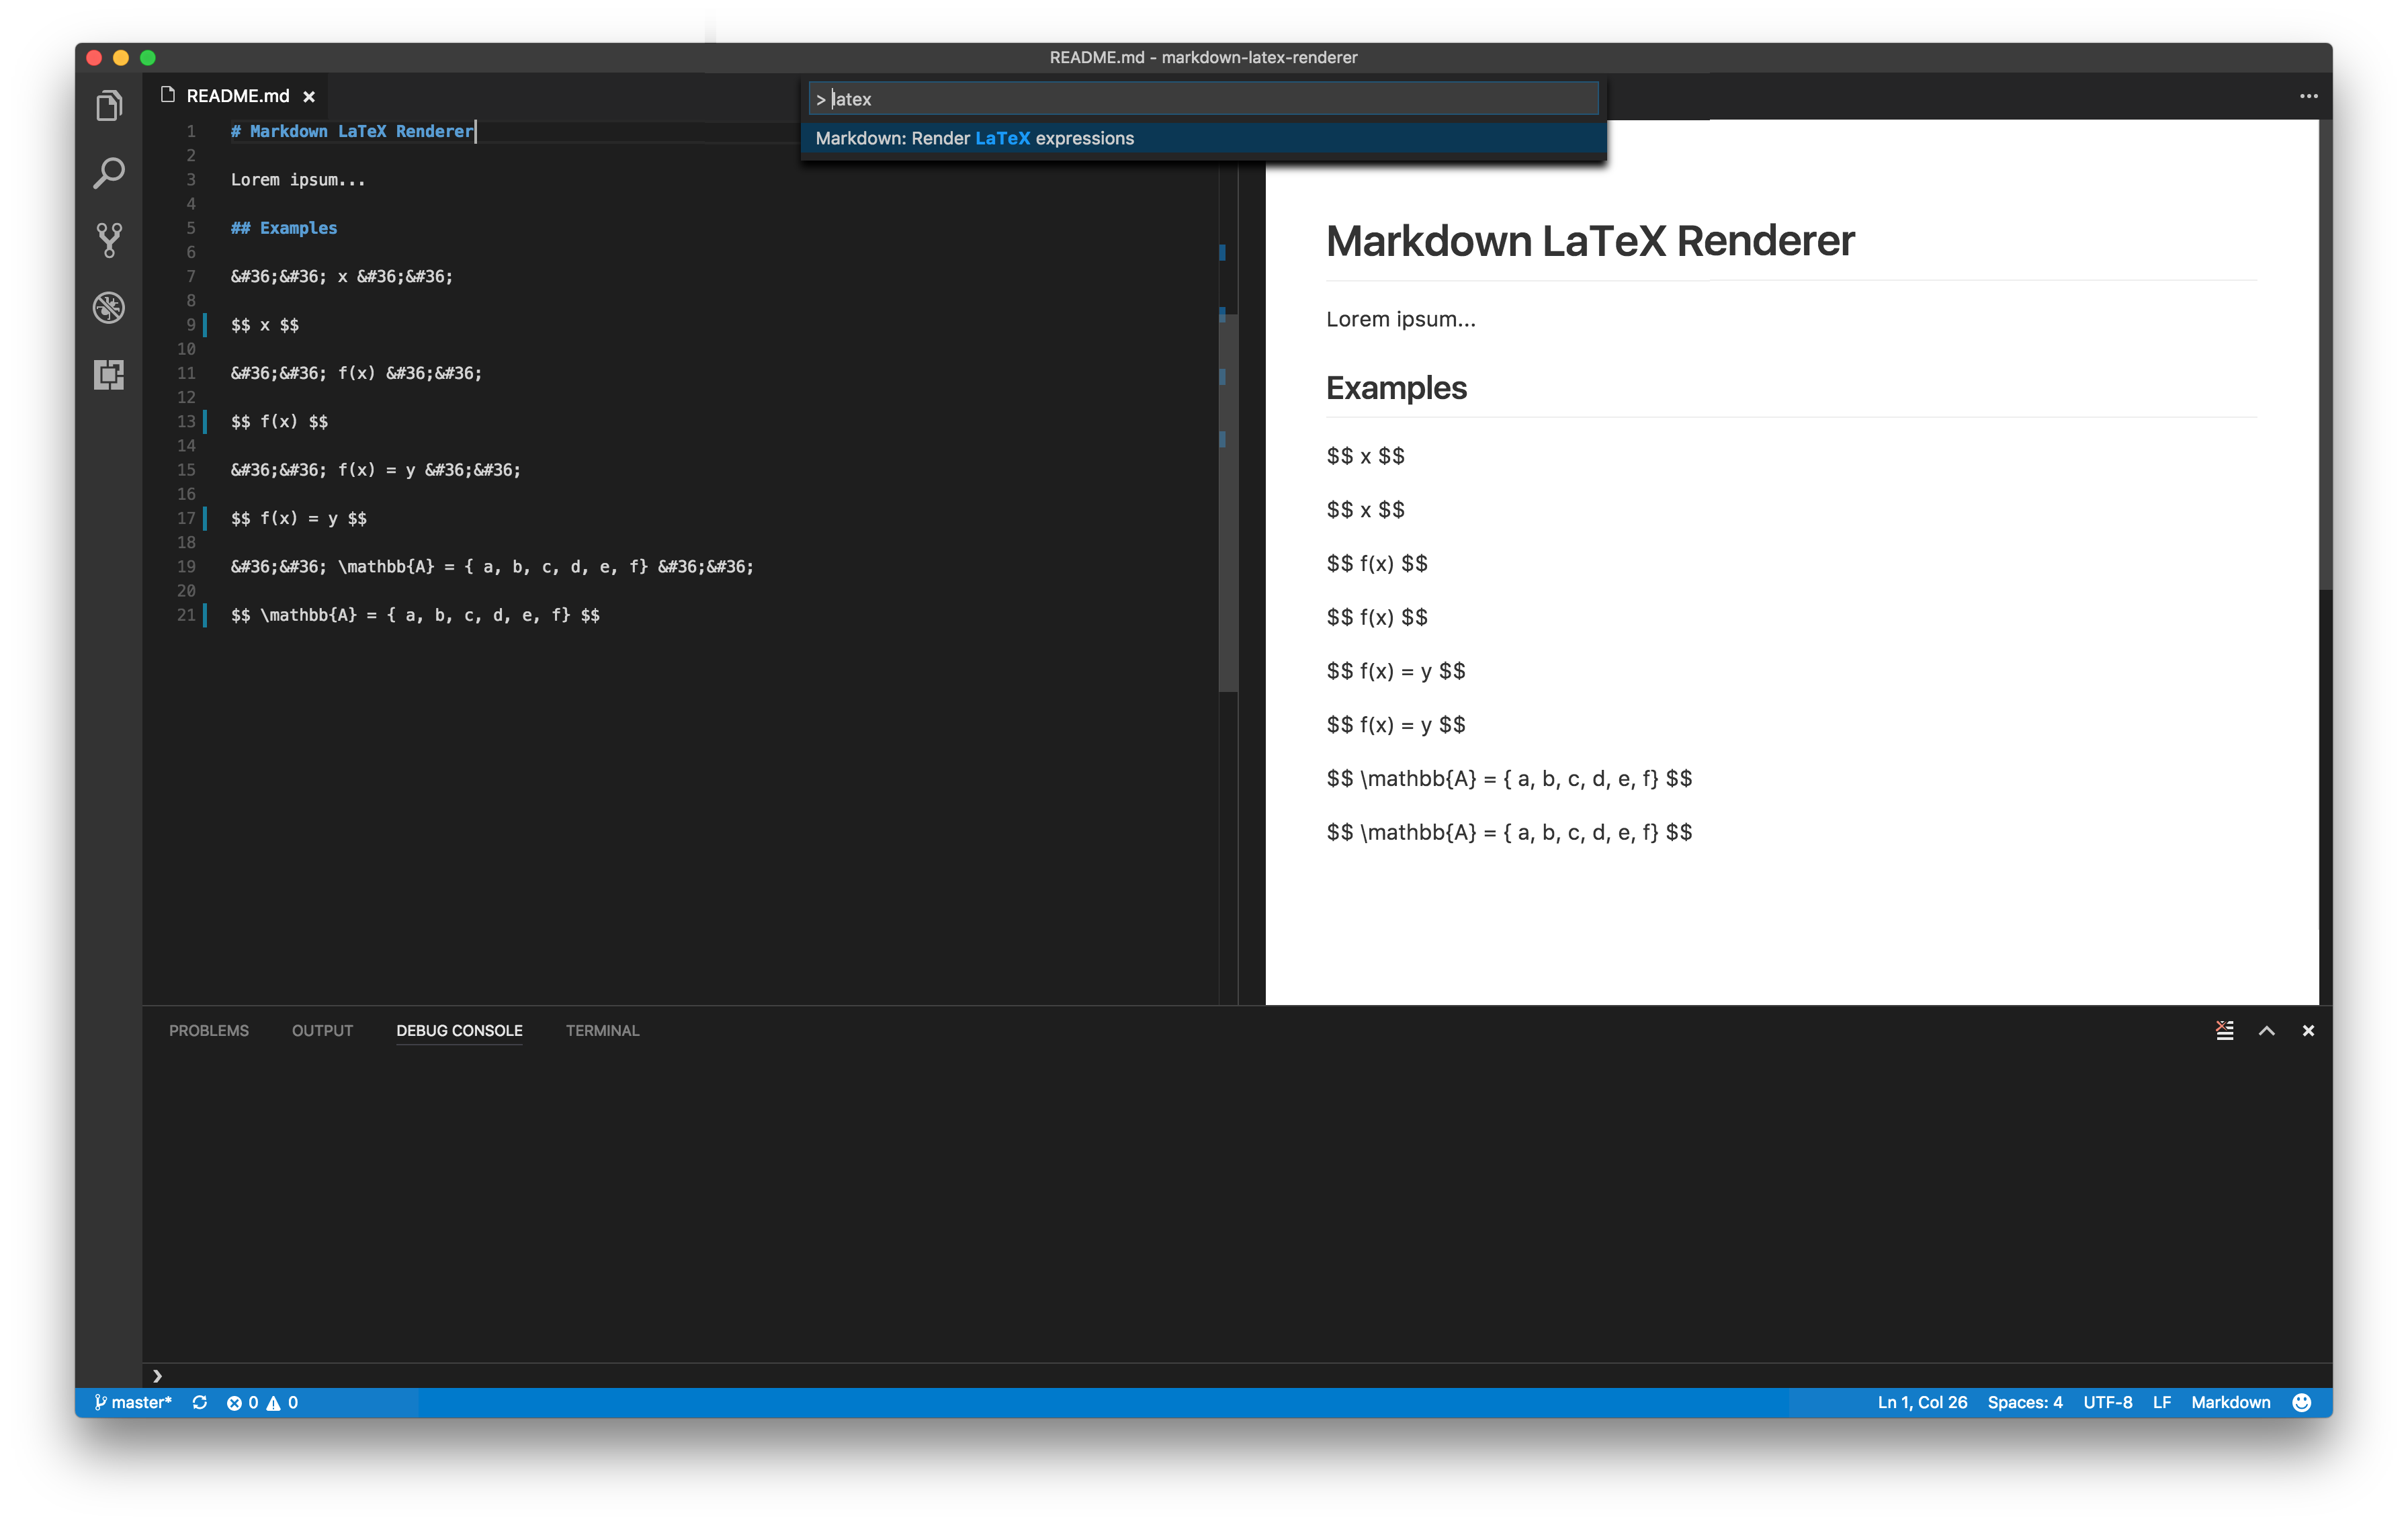 README.md - markdown-latex-renderer
README.md
> latex
Markdown: Render LaTeX expressions
1 # Markdown LaTeX Renderer
2
3 Lorem ipsum...
4
5 ## Examples
6
7 &#36;&#36; x &#36;&#36;
8
9 $$ x $$
10
11 &#36;&#36; f(x) &#36;&#36;
12
13 $$ f(x) $$
14
15 &#36;&#36; f(x) = y &#36;&#36;
16
17 $$ f(x) = y $$
18
19 &#36;&#36; \mathbb{A} = { a, b, c, d, e, f} &#36;&#36;
20
21 $$ \mathbb{A} = { a, b, c, d, e, f} $$
Markdown LaTeX Renderer
Lorem ipsum...
Examples
$$ x $$
$$ x $$
$$ f(x) $$
$$ f(x) $$
$$ f(x) = y $$
$$ f(x) = y $$
$$ \mathbb{A} = { a, b, c, d, e, f} $$
$$ \mathbb{A} = { a, b, c, d, e, f} $$
PROBLEMS OUTPUT DEBUG CONSOLE TERMINAL
master* 0 0 Ln 1, Col 26 Spaces: 4 UTF-8 LF Markdown